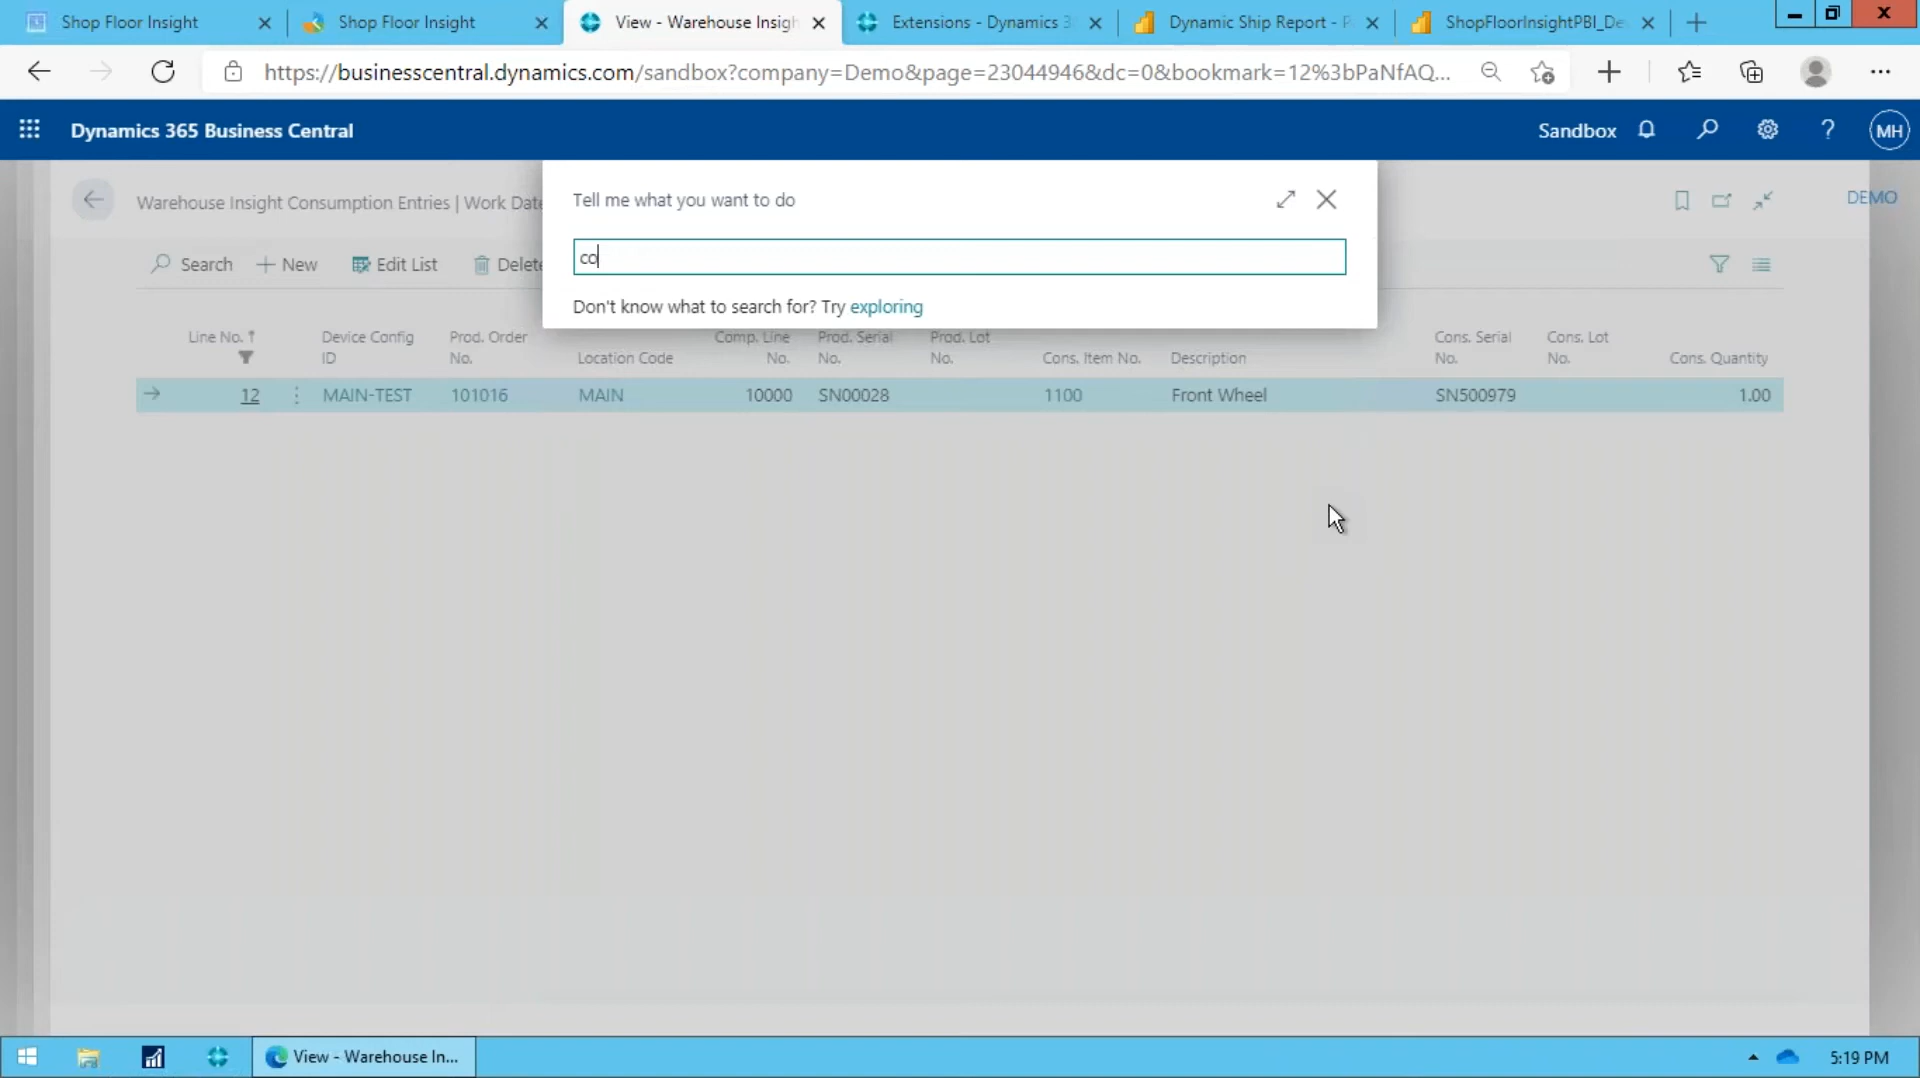 Shop Floor Insight
Shop Floor Insight
View - Warehouse Insigh
Extensions - Dynamics 3
Dynamic Ship Report - P
ShopFloorInsightPBI_De
https://businesscentral.dynamics.com/sandbox?company=Demo&page=23044946&dc=0&bookmark=12%3bPaNfAQ...
Dynamics 365 Business Central
Sandbox
?
MH
Tell me what you want to do
co
Don't know what to search for? Try exploring
Warehouse Insight Consumption Entries | Work Date
DEMO
Search
New
Edit List
Delete
Line No. ↑
Device Config ID
Prod. Order No.
Location Code
Comp. Line No.
Prod. Serial No.
Prod. Lot No.
Cons. Item No.
Description
Cons. Serial No.
Cons. Lot No.
Cons. Quantity
12
MAIN-TEST
101016
MAIN
10000
SN00028
1100
Front Wheel
SN500979
1.00
View - Warehouse In...
5:19 PM